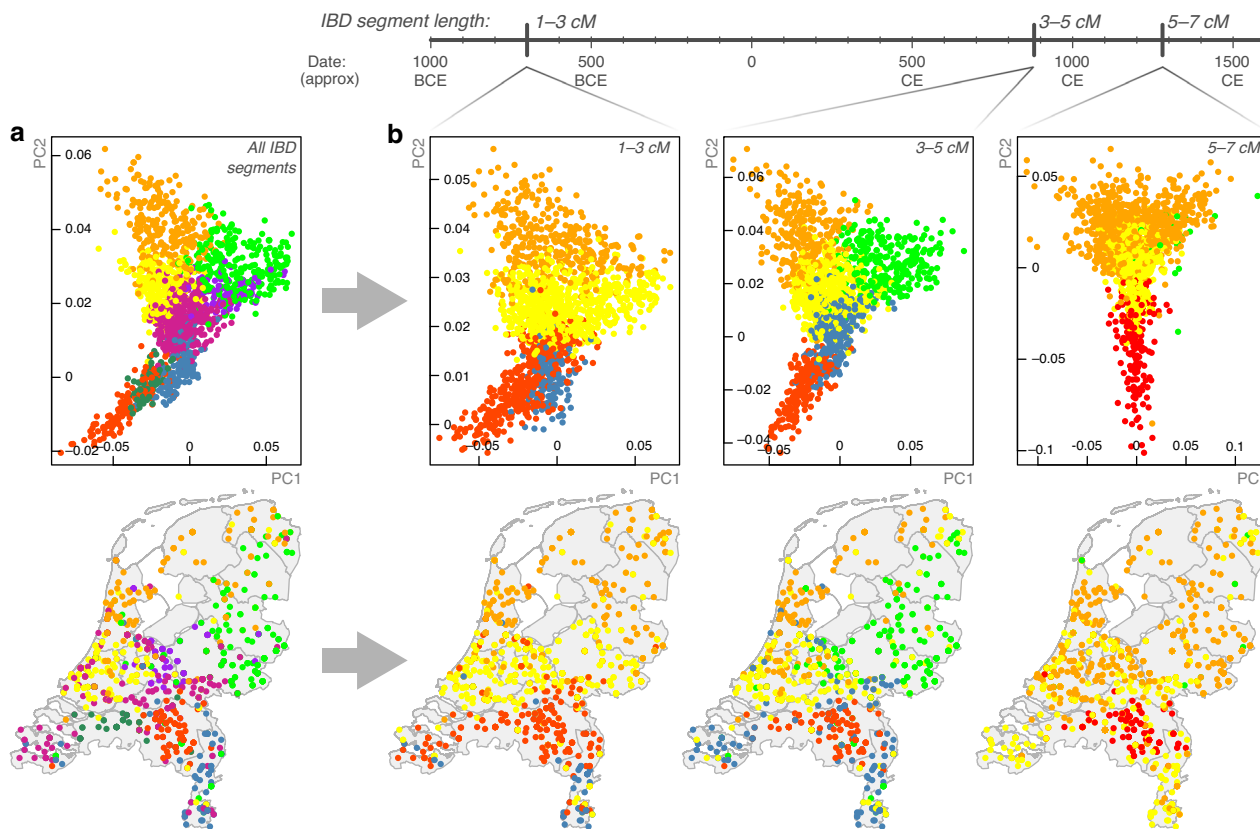 IBD segment length: 1–3 cM 3–5 cM 5–7 cM
Date: (approx)
1000 BCE 500 BCE 0 500 CE 1000 CE 1500 CE
a
PC2
All IBD segments
0.06
0.04
0.02
0
−0.02
−0.05 0 0.05
PC1
b
PC2
1–3 cM
0.05
0.04
0.03
0.02
0.01
0
−0.05 0 0.05
PC1
PC2
3–5 cM
0.06
0.04
0.02
0
−0.02
−0.04
−0.05 0 0.05
PC1
PC2
5–7 cM
0.05
0
−0.05
−0.1
-0.05 0 0.05 0.1